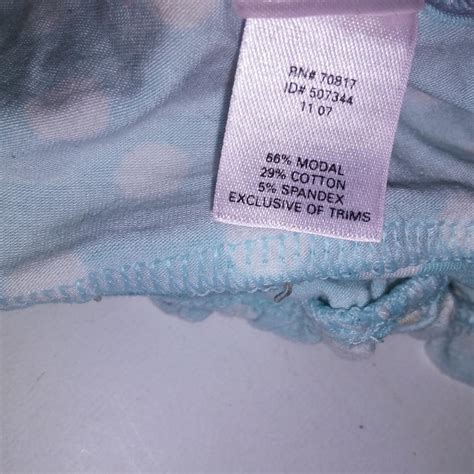 RN# 70817
ID# 507344
11 07
66% MODAL
29% COTTON
5% SPANDEX
EXCLUSIVE OF TRIMS